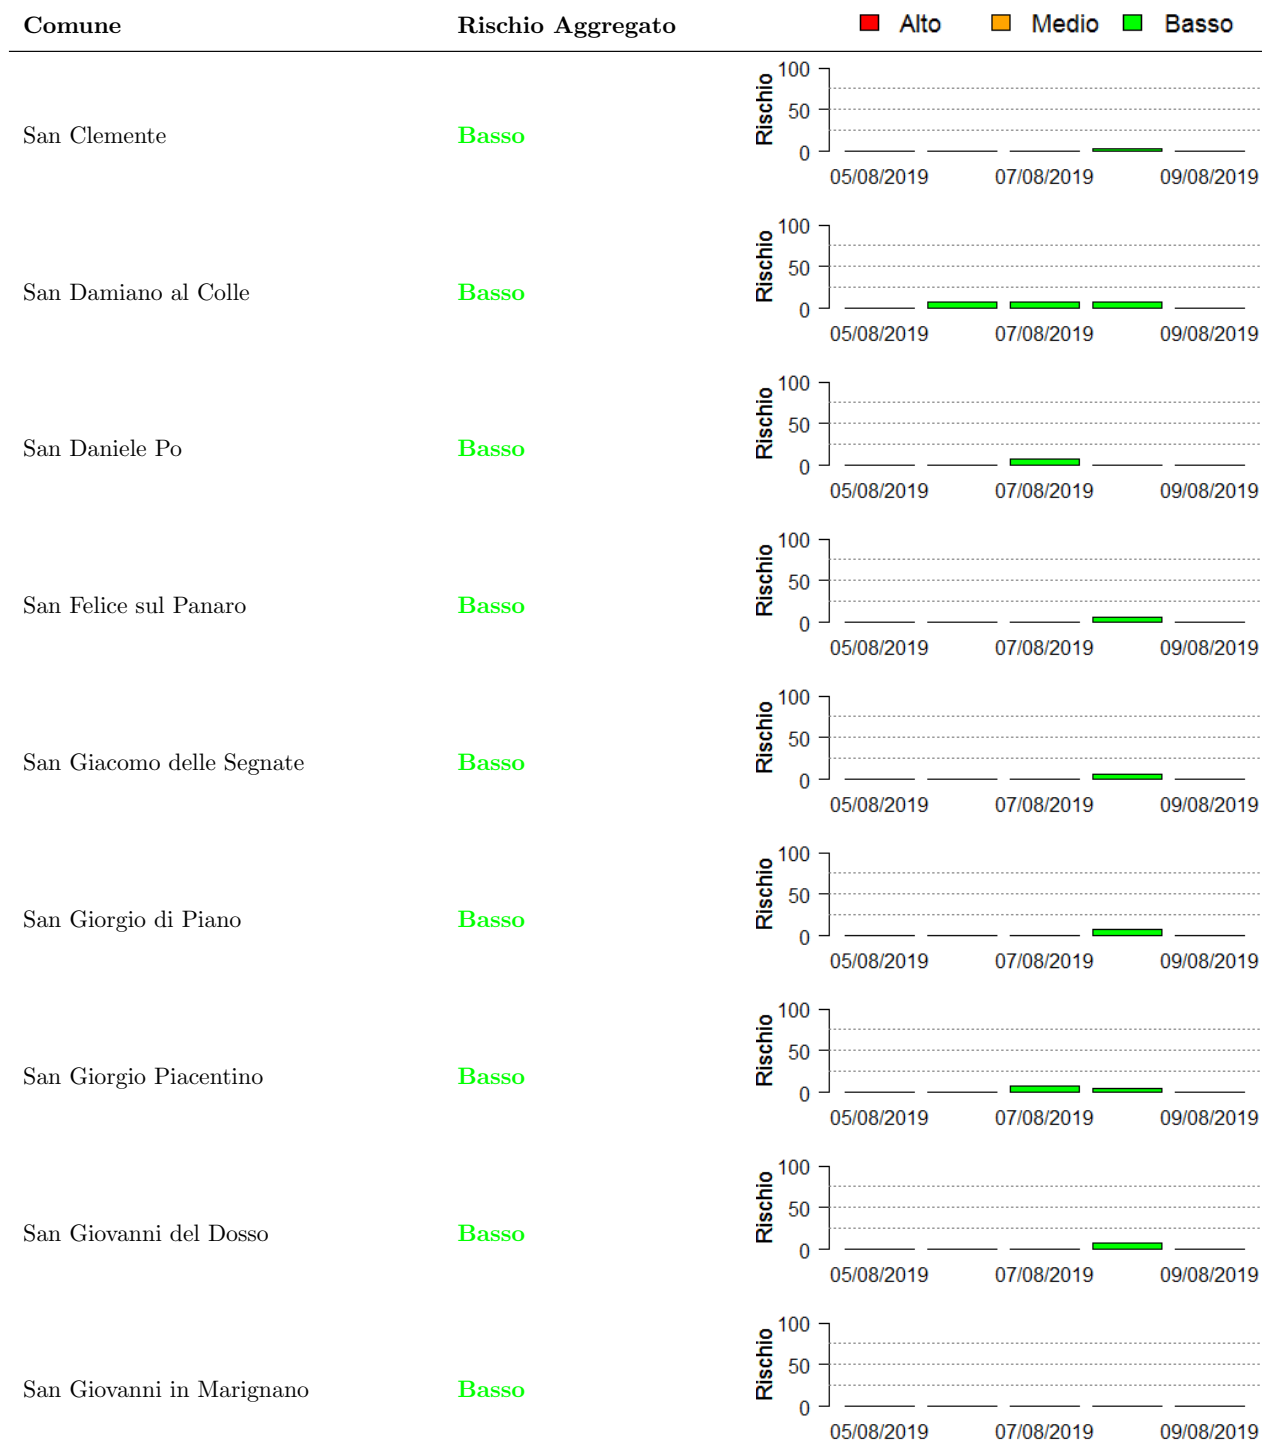 Comune Rischio Aggregato Alto Medio Basso
100
Rischio
50
San Clemente Basso
0
05/08/2019 07/08/2019 09/08/2019
100
Rischio
50
San Damiano al Colle Basso
0
05/08/2019 07/08/2019 09/08/2019
100
Rischio
50
San Daniele Po Basso
0
05/08/2019 07/08/2019 09/08/2019
100
Rischio
50
San Felice sul Panaro Basso
0
05/08/2019 07/08/2019 09/08/2019
100
Rischio
50
San Giacomo delle Segnate Basso
0
05/08/2019 07/08/2019 09/08/2019
100
Rischio
50
San Giorgio di Piano Basso
0
05/08/2019 07/08/2019 09/08/2019
100
Rischio
50
San Giorgio Piacentino Basso
0
05/08/2019 07/08/2019 09/08/2019
100
Rischio
50
San Giovanni del Dosso Basso
0
05/08/2019 07/08/2019 09/08/2019
100
Rischio
50
San Giovanni in Marignano Basso
0
05/08/2019 07/08/2019 09/08/2019